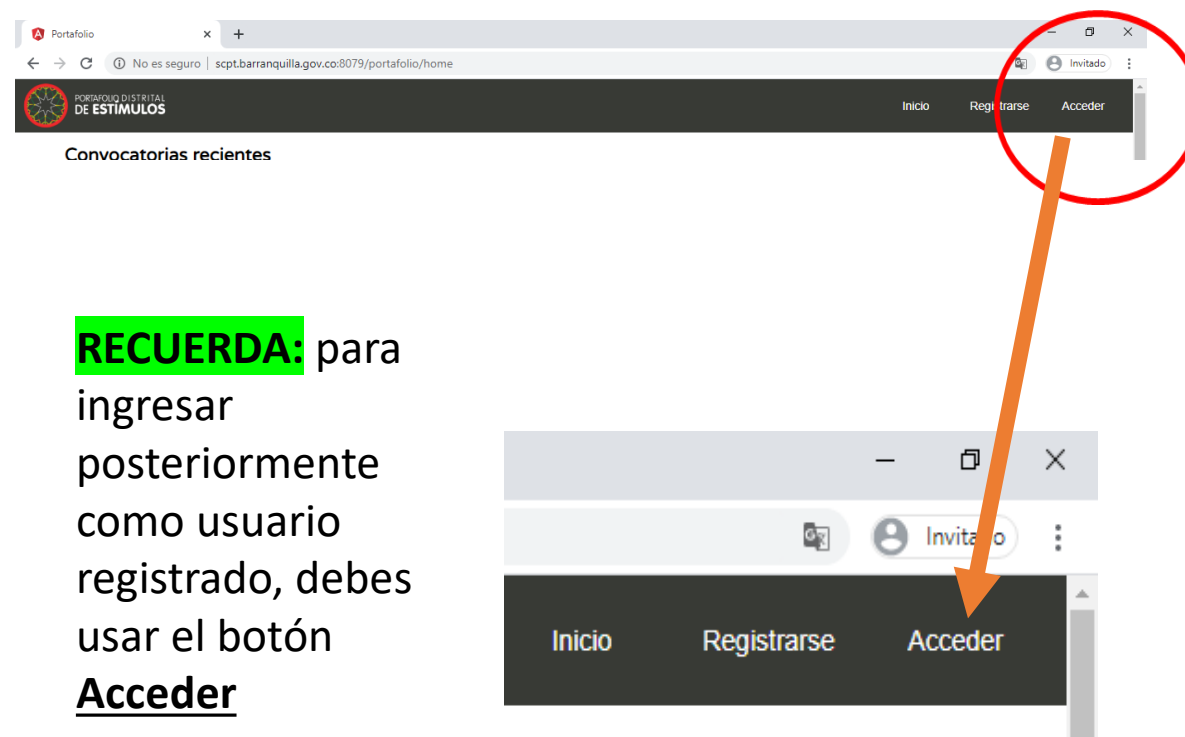 Portafolio
No es seguro | scpt.barranquilla.gov.co:8079/portafolio/home
Invitado
PORTAFOLIO DISTRITAL
DE ESTÍMULOS
Inicio Registrarse Acceder
Convocatorias recientes
RECUERDA: para
ingresar
posteriormente
como usuario
registrado, debes
usar el botón
Acceder
Invitado
Inicio Registrarse Acceder